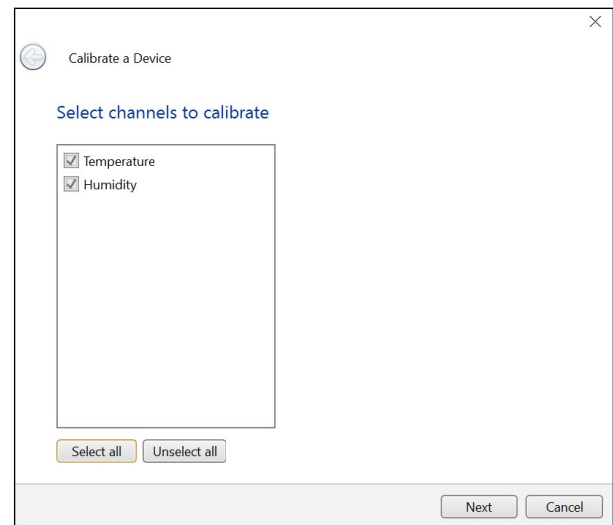 Calibrate a Device
Select channels to calibrate
Temperature
Humidity
Select all Unselect all
Next Cancel